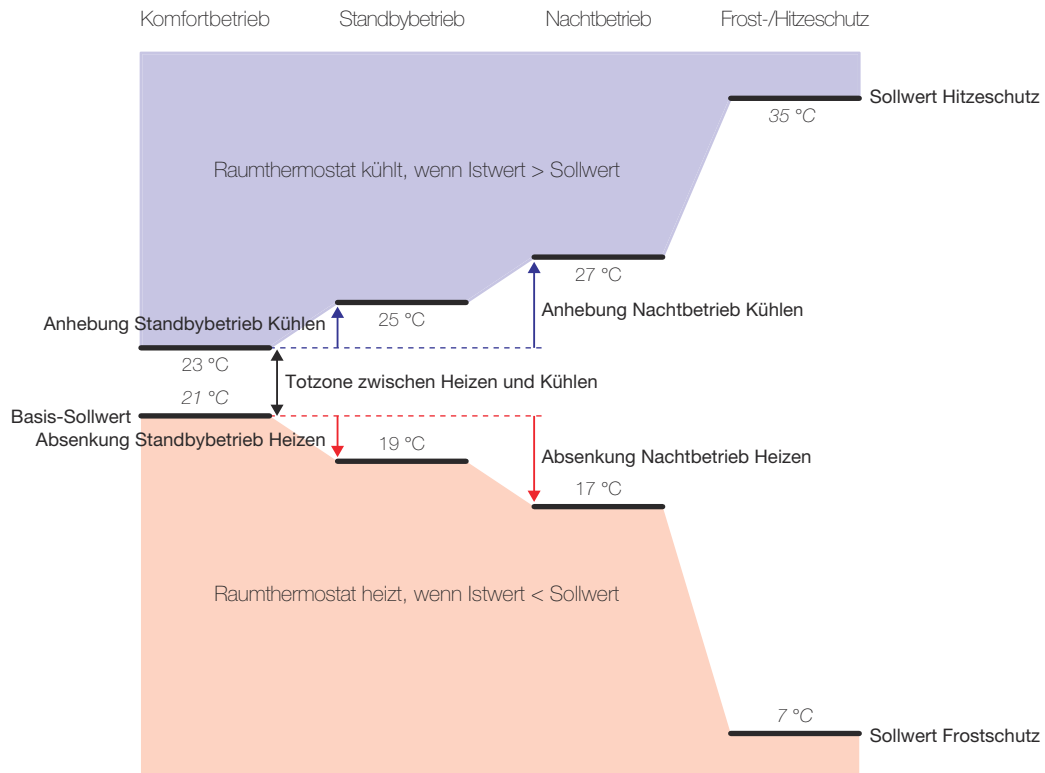 Komfortbetrieb
Standbybetrieb
Nachtbetrieb
Frost-/Hitzeschutz
Sollwert Hitzeschutz
35 °C
Raumthermostat kühlt, wenn Istwert > Sollwert
27 °C
Anhebung Nachtbetrieb Kühlen
25 °C
Anhebung Standbybetrieb Kühlen
23 °C
Totzone zwischen Heizen und Kühlen
21 °C
Basis-Sollwert
Absenkung Standbybetrieb Heizen
19 °C
Absenkung Nachtbetrieb Heizen
17 °C
Raumthermostat heizt, wenn Istwert < Sollwert
7 °C
Sollwert Frostschutz